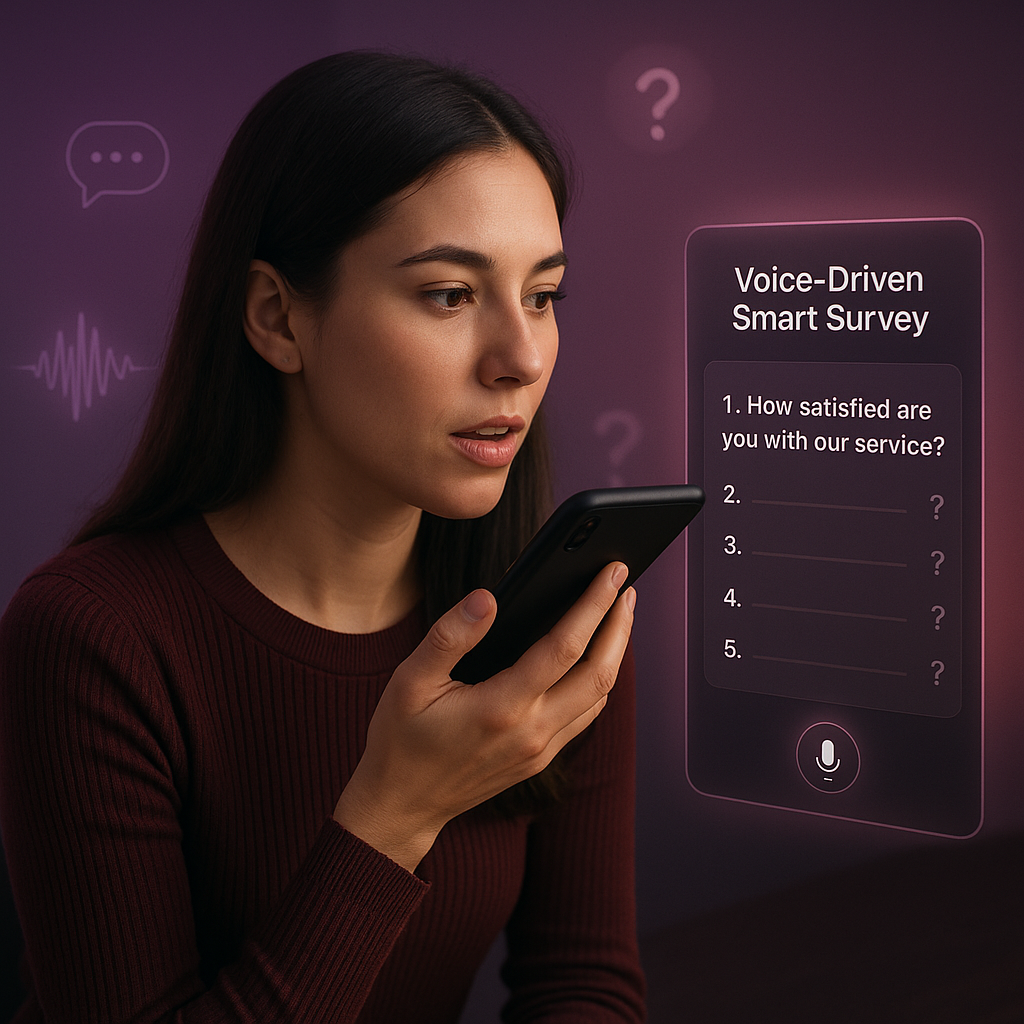 Voice-Driven
Smart Survey
1. How satisfied are
you with our service?
2. ?
3. ?
4. ?
5. ?
?
?